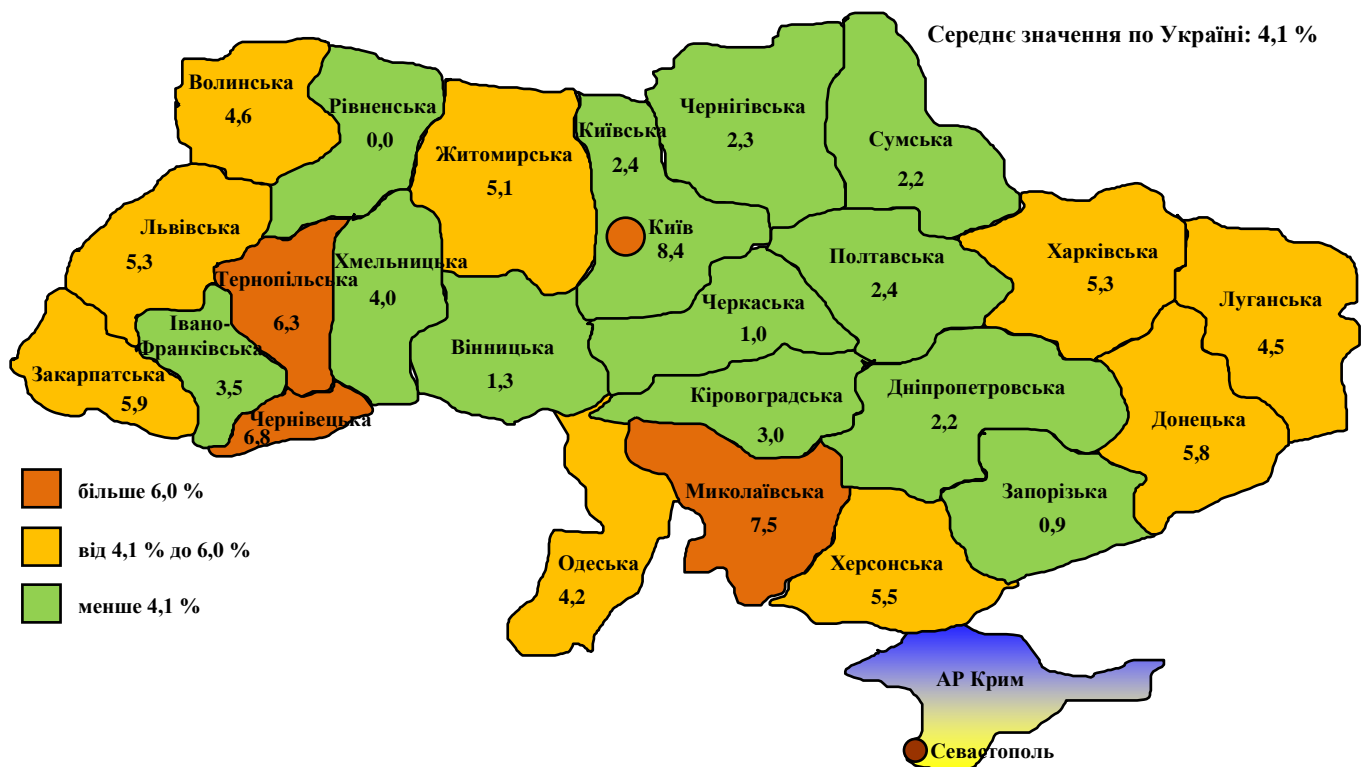 Середнє значення по Україні: 4,1 %
Волинська
4,6
Рівненська
0,0
Житомирська
5,1
Київська
2,4
Чернігівська
2,3
Сумська
2,2
Львівська
5,3
Тернопільська
6,3
Хмельницька
4,0
Київ
8,4
Полтавська
2,4
Харківська
5,3
Луганська
4,5
Черкаська
1,0
Івано-
Франківська
3,5
Вінницька
1,3
Закарпатська
5,9
Чернівецька
6,8
Кіровоградська
3,0
Дніпропетровська
2,2
Донецька
5,8
Миколаївська
7,5
Запорізька
0,9
Одеська
4,2
Херсонська
5,5
АР Крим
Севастополь
більше 6,0 %
від 4,1 % до 6,0 %
менше 4,1 %